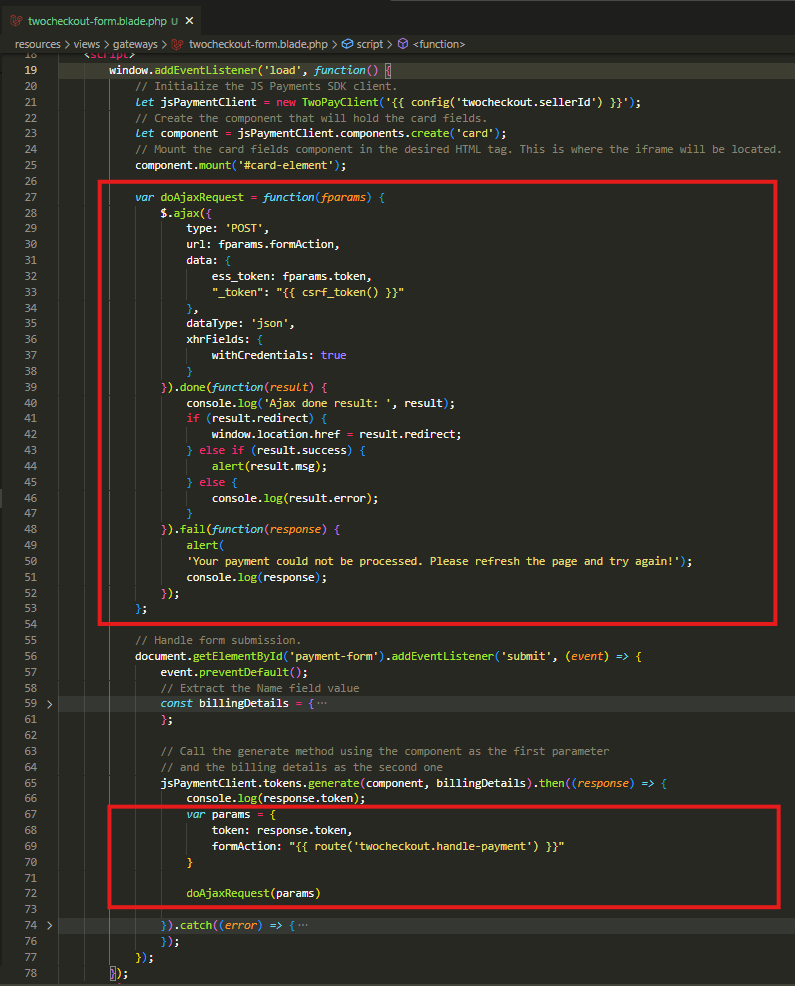 twocheckout-form.blade.php U ×
resources > views > gateways > twocheckout-form.blade.php > script > <function>
18 <script>
19 window.addEventListener('load', function() {
20 // Initialize the JS Payments SDK client.
21 let jsPaymentClient = new TwoPayClient('{{ config('twocheckout.sellerId') }}');
22 // Create the component that will hold the card fields.
23 let component = jsPaymentClient.components.create('card');
24 // Mount the card fields component in the desired HTML tag. This is where the iframe will be located.
25 component.mount('#card-element');
26
27 var doAjaxRequest = function(fparams) {
28 $.ajax({
29 type: 'POST',
30 url: fparams.formAction,
31 data: {
32 ess_token: fparams.token,
33 "_token": "{{ csrf_token() }}"
34 },
35 dataType: 'json',
36 xhrFields: {
37 withCredentials: true
38 }
39 }).done(function(result) {
40 console.log('Ajax done result: ', result);
41 if (result.redirect) {
42 window.location.href = result.redirect;
43 } else if (result.success) {
44 alert(result.msg);
45 } else {
46 console.log(result.error);
47 }
48 }).fail(function(response) {
49 alert(
50 'Your payment could not be processed. Please refresh the page and try again!');
51 console.log(response);
52 });
53 };
54
55 // Handle form submission.
56 document.getElementById('payment-form').addEventListener('submit', (event) => {
57 event.preventDefault();
58 // Extract the Name field value
59 const billingDetails = {…
61 };
62
63 // Call the generate method using the component as the first parameter
64 // and the billing details as the second one
65 jsPaymentClient.tokens.generate(component, billingDetails).then((response) => {
66 console.log(response.token);
67 var params = {
68 token: response.token,
69 formAction: "{{ route('twocheckout.handle-payment') }}"
70 }
71
72 doAjaxRequest(params)
73
74 }).catch((error) => {…
76 });
77 });
78 });